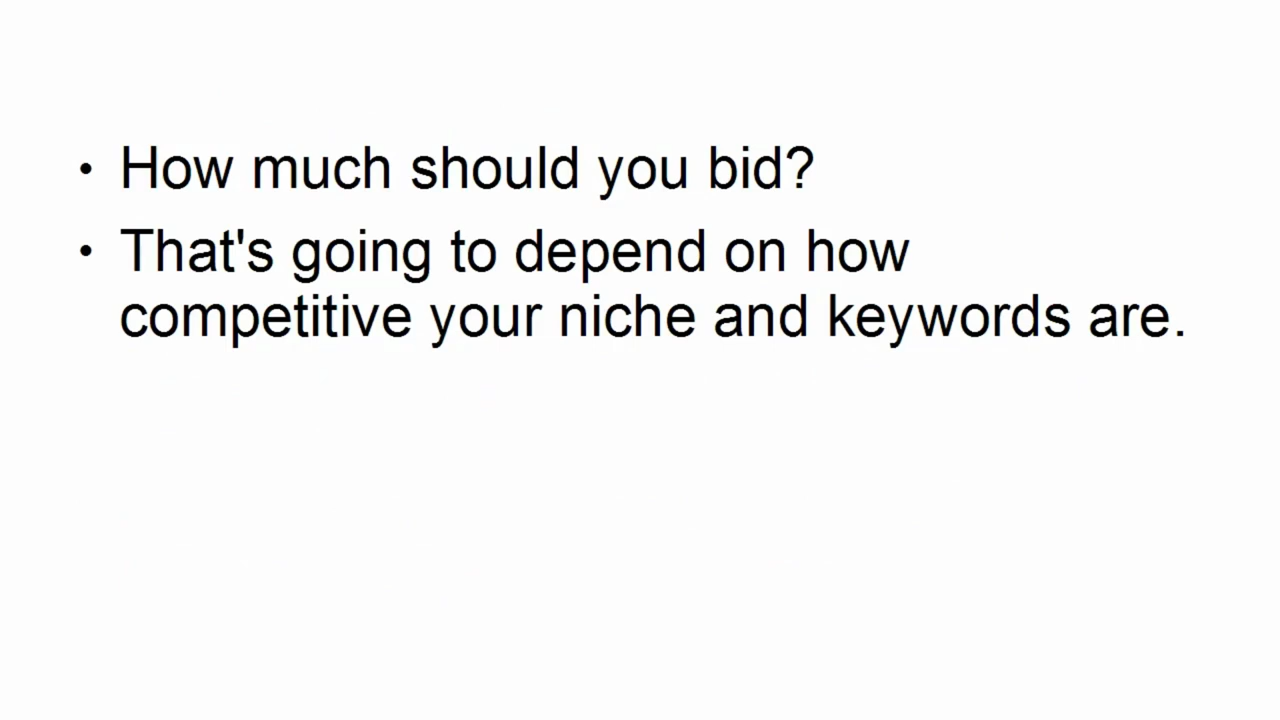 • How much should you bid?
• That's going to depend on how
competitive your niche and keywords are.